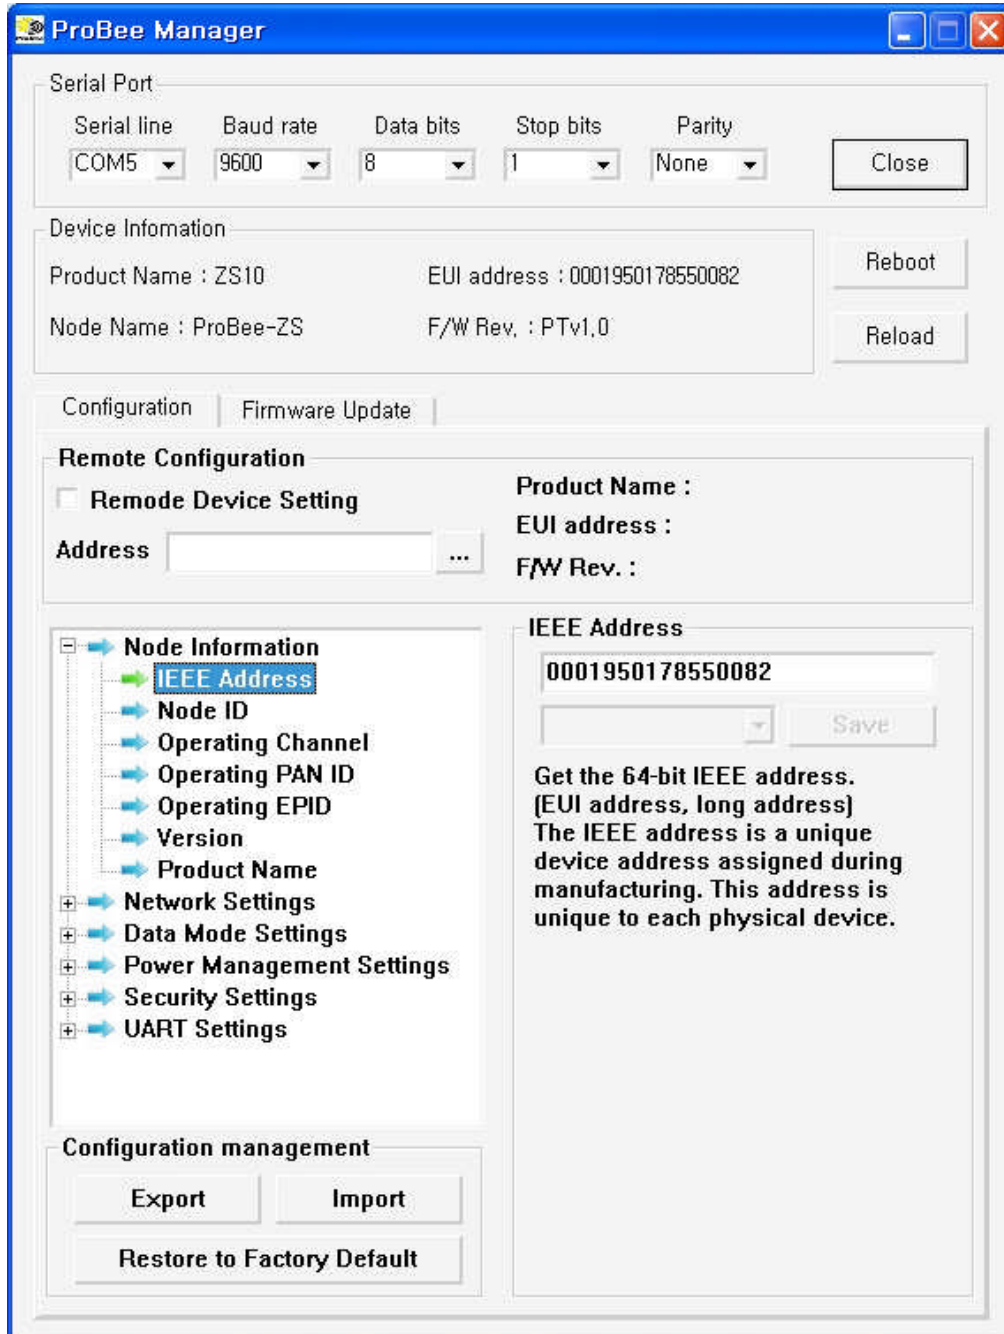 ProBee Manager
Serial Port
Serial line Baud rate Data bits Stop bits Parity
COM5 9600 8 1 None Close
Device Infomation
Product Name : ZS10 EUI address : 0001950178550082
Node Name : ProBee-ZS F/W Rev. : PTv1.0
Reboot
Reload
Configuration Firmware Update
Remote Configuration
Remode Device Setting
Address ...
Product Name :
EUI address :
F/W Rev. :
Node Information
IEEE Address
Node ID
Operating Channel
Operating PAN ID
Operating EPID
Version
Product Name
Network Settings
Data Mode Settings
Power Management Settings
Security Settings
UART Settings
IEEE Address
0001950178550082
Save
Get the 64-bit IEEE address.
(EUI address, long address)
The IEEE address is a unique
device address assigned during
manufacturing. This address is
unique to each physical device.
Configuration management
Export Import
Restore to Factory Default